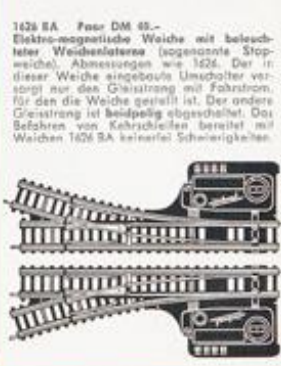 1626 BA Paar DM 48.–
Elektro-magnetische Weiche mit beleuch-
teter Weichenlaterne (sogenannte Stop-
weiche). Abmessungen wie 1626. Der in
dieser Weiche eingebaute Umschalter ver-
sorgt nur den Gleisstrang mit Fahrstrom,
für den die Weiche gestellt ist. Der andere
Gleisstrang ist beidpolig abgeschaltet. Das
Befahren von Kehrschleifen bereitet mit
Weichen 1626 BA keinerlei Schwierigkeiten.